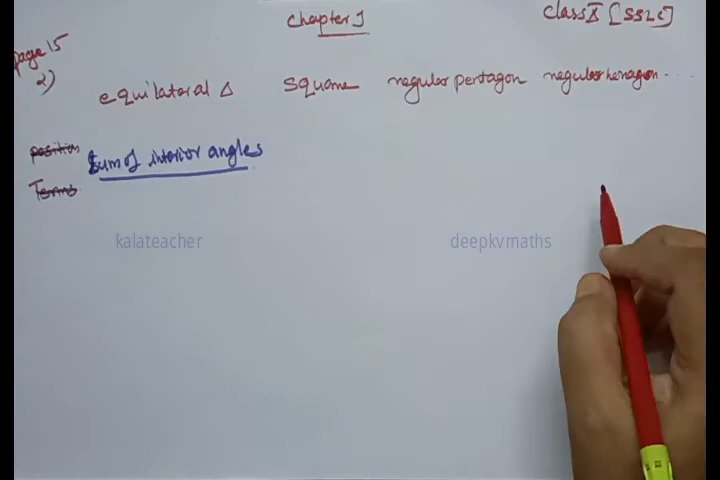 Chapter I
Class X [SSLC]
page 15
2)
equilateral Δ square regular pentagon regular hexagon ....
position
Sum of interior angles
Terms
kalateacher deepkvmaths